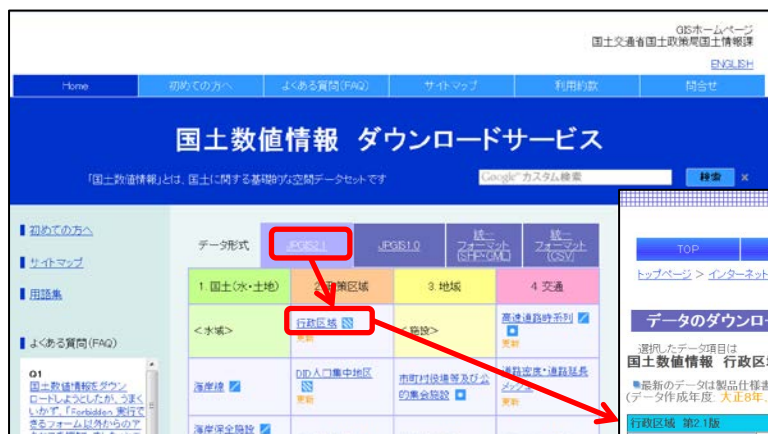 GISホームページ
国土交通省国土政策局国土情報課
ENGLISH
Home
初めての方へ
よくある質問(FAQ)
サイトマップ
利用約款
問合せ
国土数値情報 ダウンロードサービス
「国土数値情報」とは、国土に関する基礎的な空間データセットです
Google カスタム検索
検索
×
初めての方へ
サイトマップ
用語集
よくある質問(FAQ)
Q1
国土数値情報をダウン
ロードしようとしたが、うまく
いかず、「Forbidden 実行で
きるフォーム以外からのア
データ形式
JPGIS2.1
JPGIS1.0
統一
フォーマット
(SHP・GML)
統一
フォーマット
(CSV)
1. 国土(水・土地)
2. 政策区域
3. 地域
4. 交通
<水域>
行政区域
更新
<施設>
高速道路時系列
更新
海岸線
DID人口集中地区
更新
市町村役場等及び公
的集会施設
道路密度・道路延長
メッシュ
更新
海岸保全施設
TOP
トップページ > インターネット
データのダウンロー
選択したデータ項目は
国土数値情報 行政区
最新のデータは製品仕様書
(データ作成年度: 大正8年、
行政区域 第2.1版